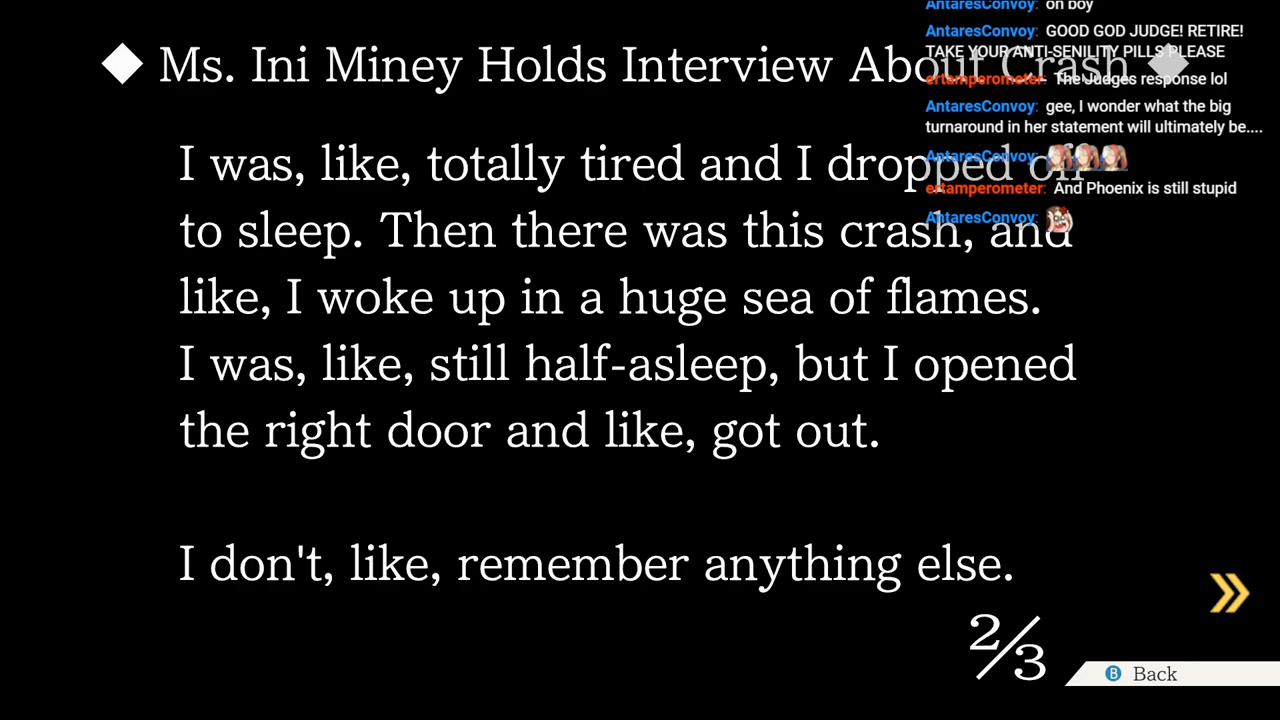 AntaresConvoy: oh boy
AntaresConvoy: GOOD GOD JUDGE! RETIRE!
TAKE YOUR ANTI-SENILITY PILLS PLEASE
ertamperometer: The Judges response lol
AntaresConvoy: gee, I wonder what the big
turnaround in her statement will ultimately be....
AntaresConvoy:
ertamperometer: And Phoenix is still stupid
AntaresConvoy:
◆ Ms. Ini Miney Holds Interview About Crash ◆
I was, like, totally tired and I dropped off
to sleep. Then there was this crash, and
like, I woke up in a huge sea of flames.
I was, like, still half-asleep, but I opened
the right door and like, got out.
I don't, like, remember anything else.
2/3
B Back